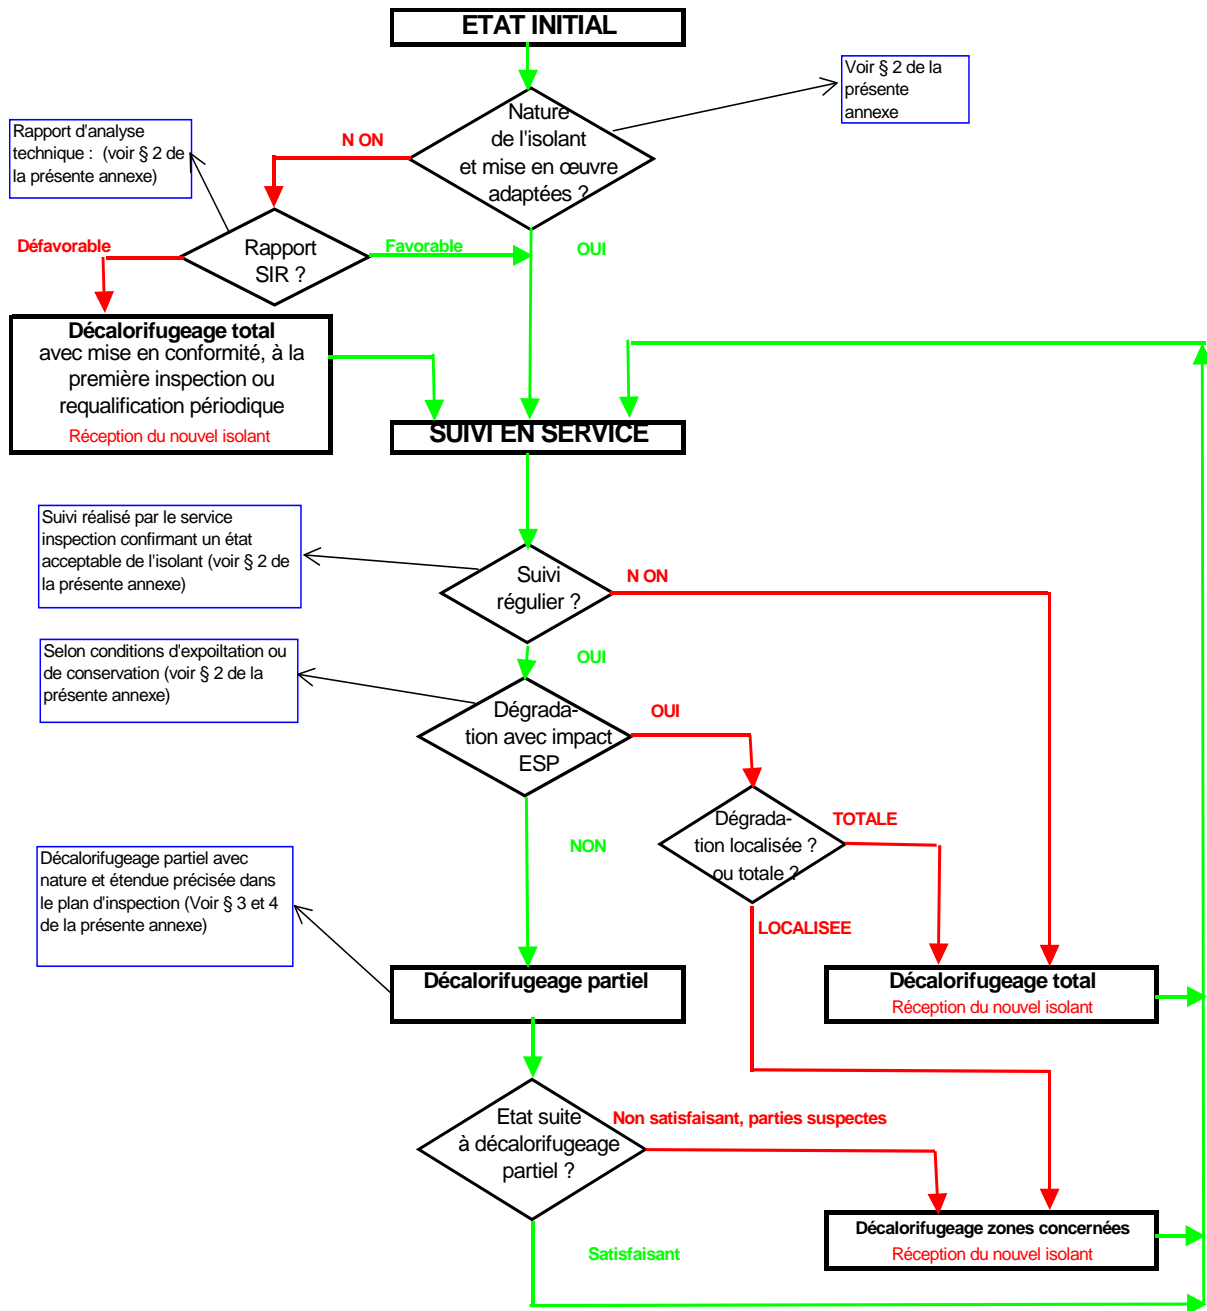 ETAT INITIAL
Voir § 2 de la
présente
annexe
Nature
de l'isolant
et mise en œuvre
adaptées ?
N ON
Rapport d'analyse
technique : (voir § 2 de
la présente annexe)
Défavorable
Rapport
SIR ?
Favorable
OUI
Décalorifugeage total
avec mise en conformité, à la
première inspection ou
requalification périodique
Réception du nouvel isolant
SUIVI EN SERVICE
Suivi réalisé par le service
inspection confirmant un état
acceptable de l'isolant (voir § 2 de
la présente annexe)
Suivi
régulier ?
N ON
OUI
Selon conditions d'expoiltation ou
de conservation (voir § 2 de la
présente annexe)
Dégrada-
tion avec impact
ESP
OUI
NON
Dégrada-
tion localisée ?
ou totale ?
TOTALE
LOCALISEE
Décalorifugeage partiel avec
nature et étendue précisée dans
le plan d'inspection (Voir § 3 et 4
de la présente annexe)
Décalorifugeage partiel
Décalorifugeage total
Réception du nouvel isolant
Etat suite
à décalorifugeage
partiel ?
Non satisfaisant, parties suspectes
Décalorifugeage zones concernées
Réception du nouvel isolant
Satisfaisant